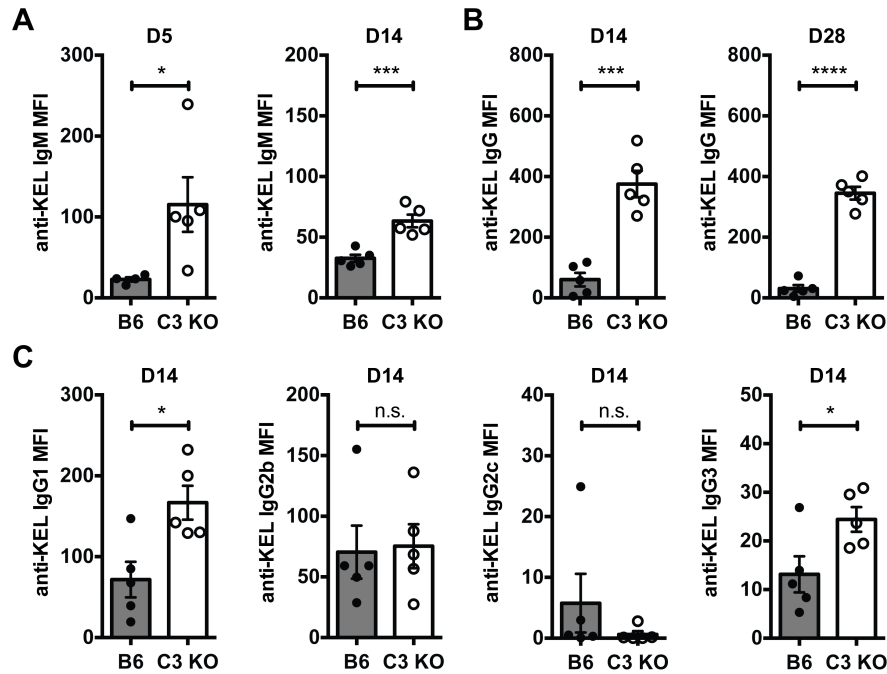 A
B
D5
D14
D14
D28
anti-KEL IgM MFI
300
200
100
0
*
B6 C3 KO
anti-KEL IgM MFI
200
150
100
50
0
***
B6 C3 KO
anti-KEL IgG MFI
800
600
400
200
0
***
B6 C3 KO
anti-KEL IgG MFI
800
600
400
200
0
****
B6 C3 KO
C
D14
D14
D14
D14
anti-KEL IgG1 MFI
300
200
100
0
*
B6 C3 KO
anti-KEL IgG2b MFI
200
150
100
50
0
n.s.
B6 C3 KO
anti-KEL IgG2c MFI
40
30
20
10
0
n.s.
B6 C3 KO
anti-KEL IgG3 MFI
50
40
30
20
10
0
*
B6 C3 KO